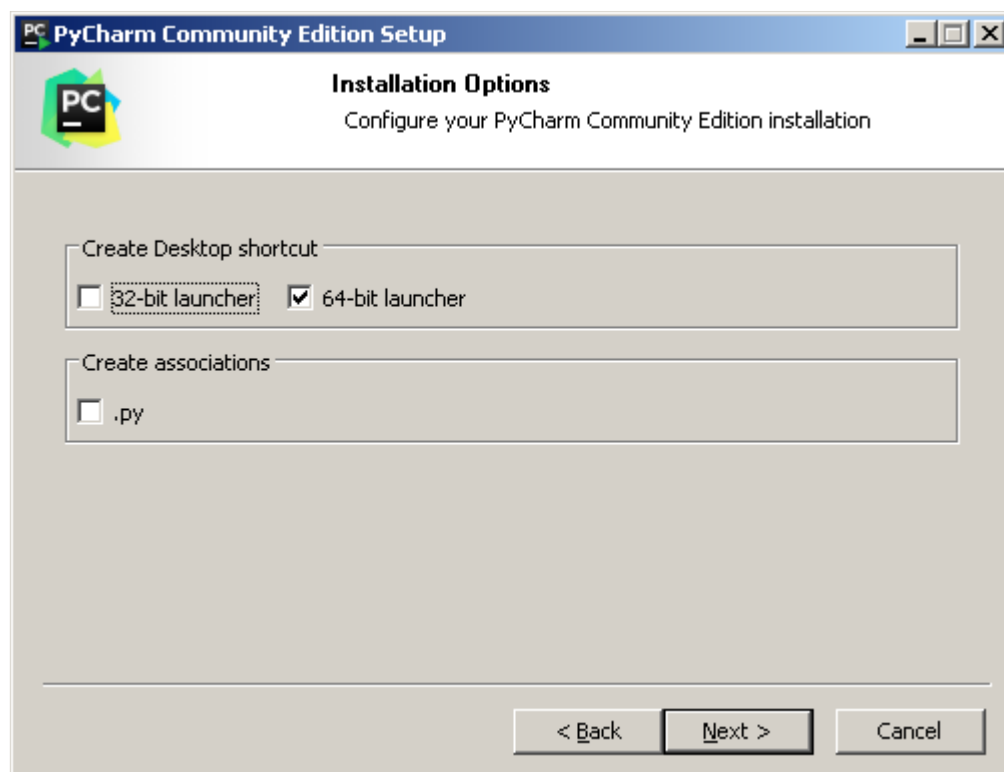 PC PyCharm Community Edition Setup
PC
Installation Options
Configure your PyCharm Community Edition installation
Create Desktop shortcut
32-bit launcher 64-bit launcher
Create associations
.py
< Back Next > Cancel